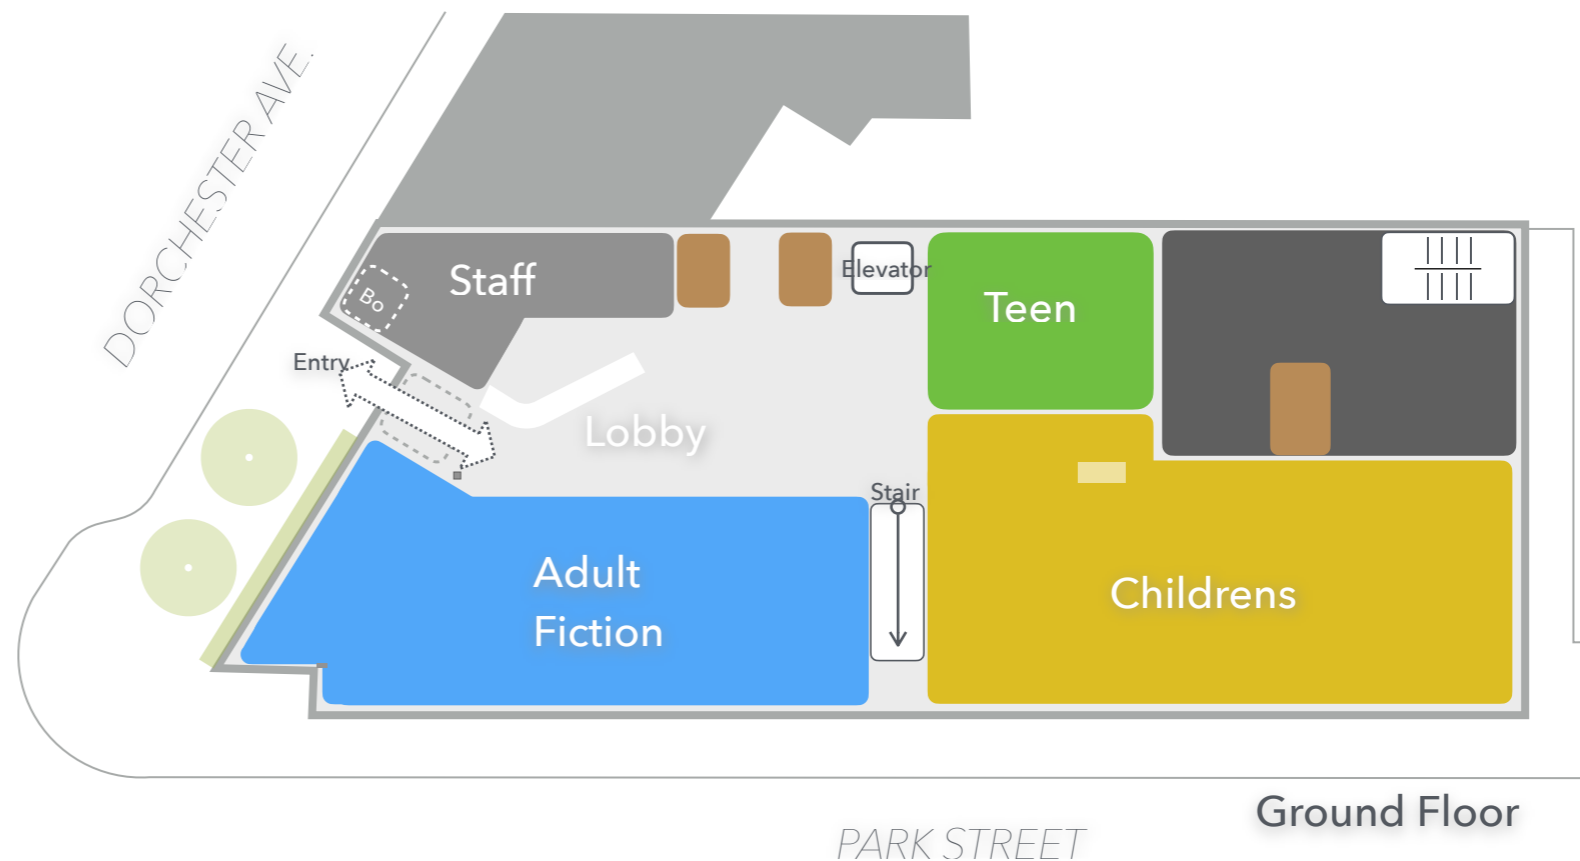 DORCHESTER AVE.
Staff
Bo
Elevator
Teen
Entry
Lobby
Stair
Adult
Fiction
Childrens
Ground Floor
PARK STREET